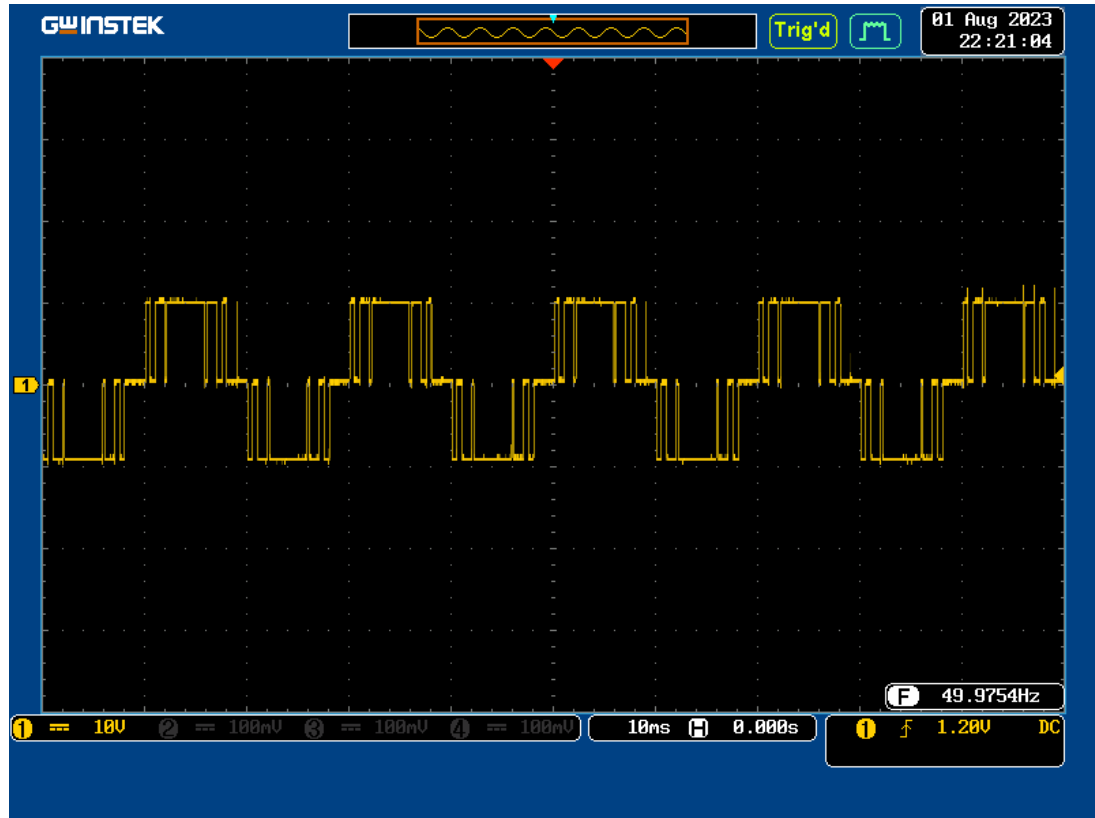 GWINSTEK
Trig'd
01 Aug 2023
22:21:04
1
F 49.9754Hz
1 10V 2 100mV 3 100mV 4 100mV 10ms H 0.000s 1 1.20V DC